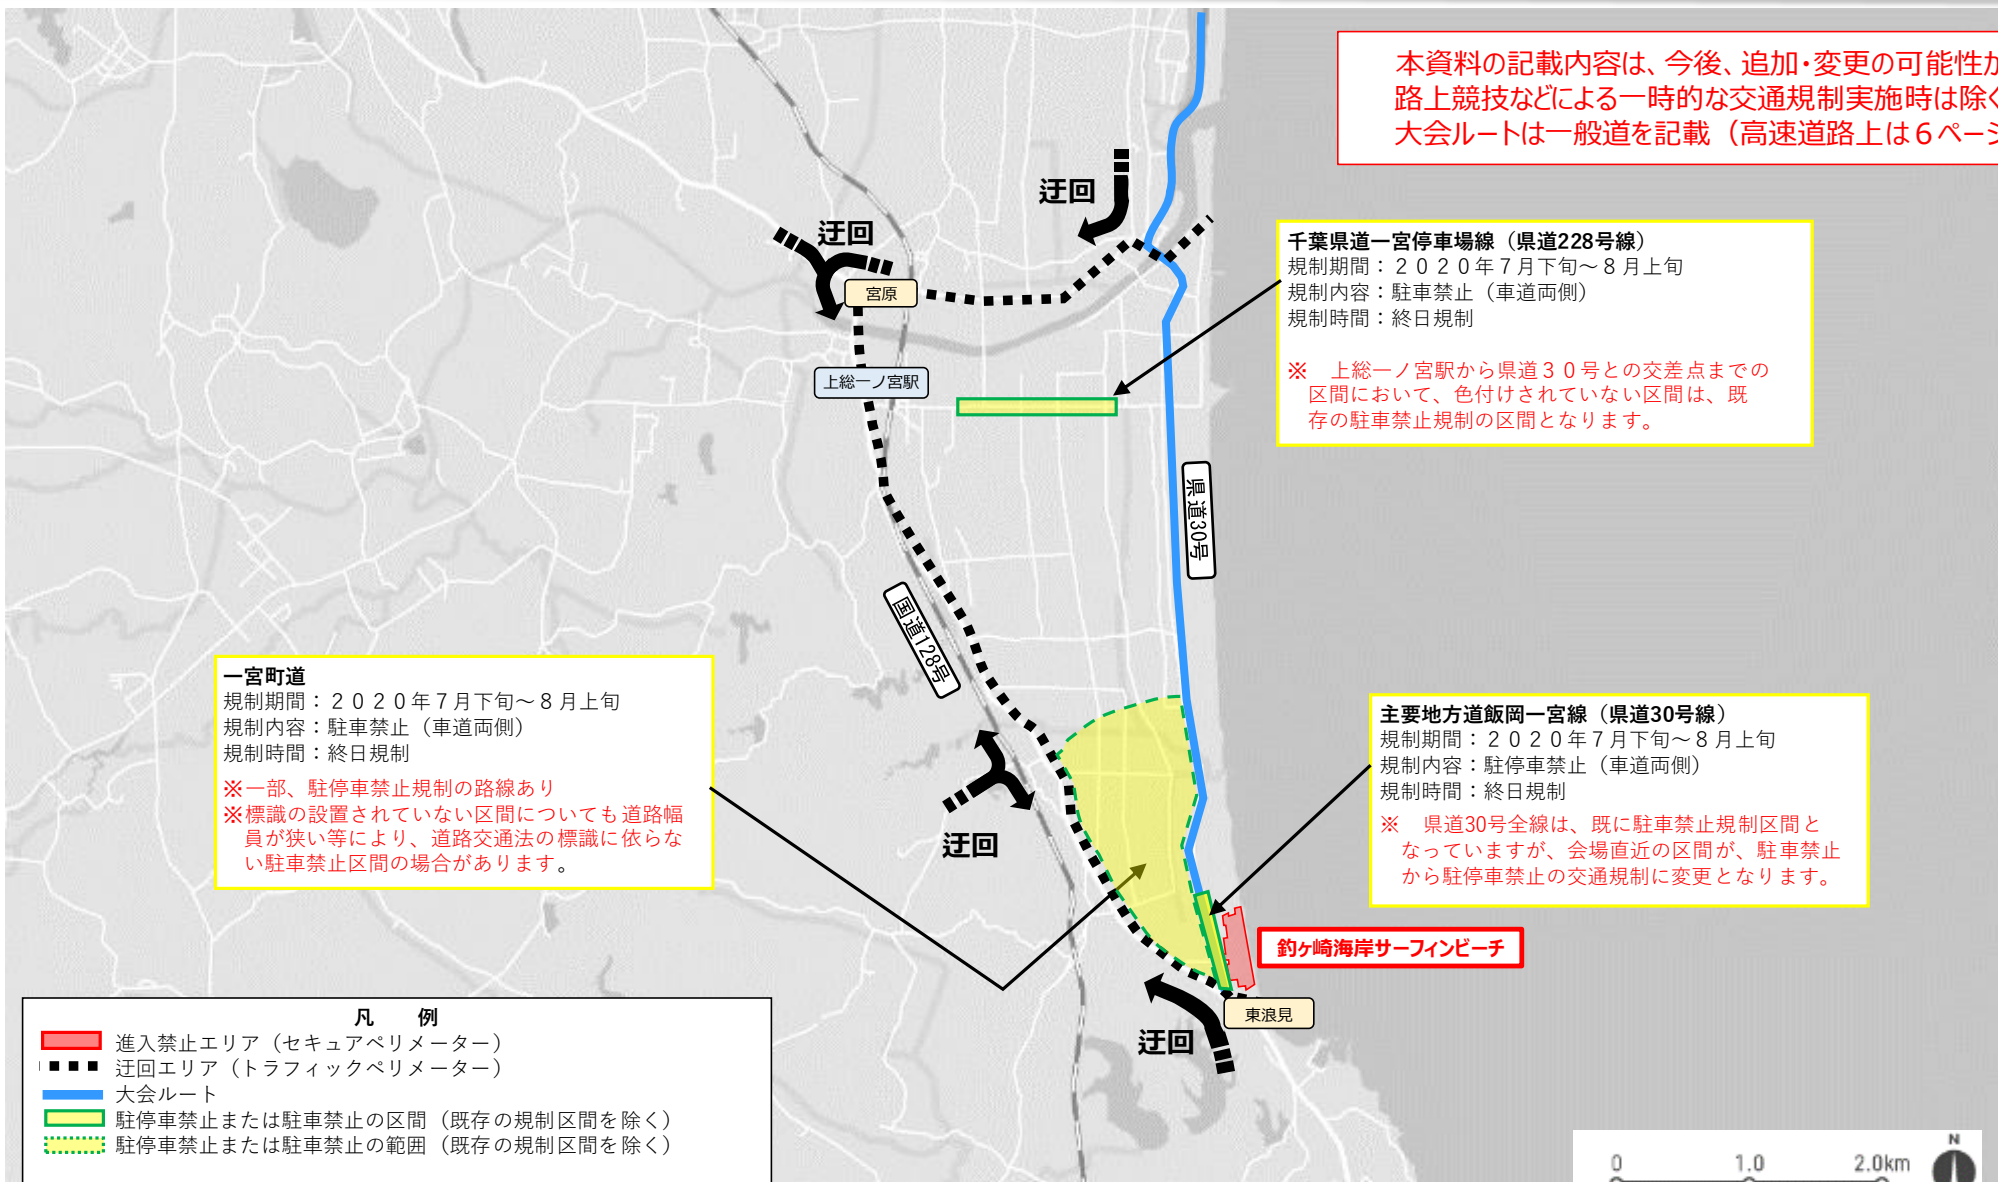 本資料の記載内容は、今後、追加・変更の可能性が
路上競技などによる一時的な交通規制実施時は除く
大会ルートは一般道を記載（高速道路上は６ページ
迂回
迂回
宮原
上総一ノ宮駅
千葉県道一宮停車場線（県道228号線）
規制期間：２０２０年７月下旬～８月上旬
規制内容：駐車禁止（車道両側）
規制時間：終日規制
※　上総一ノ宮駅から県道３０号との交差点までの
区間において、色付けされていない区間は、既
存の駐車禁止規制の区間となります。
県道30号
国道128号
一宮町道
規制期間：２０２０年７月下旬～８月上旬
規制内容：駐車禁止（車道両側）
規制時間：終日規制
※一部、駐停車禁止規制の路線あり
※標識の設置されていない区間についても道路幅
員が狭い等により、道路交通法の標識に依らな
い駐車禁止区間の場合があります。
迂回
主要地方道飯岡一宮線（県道30号線）
規制期間：２０２０年７月下旬～８月上旬
規制内容：駐停車禁止（車道両側）
規制時間：終日規制
※　県道30号全線は、既に駐車禁止規制区間と
なっていますが、会場直近の区間が、駐車禁止
から駐停車禁止の交通規制に変更となります。
釣ヶ崎海岸サーフィンビーチ
東浪見
迂回
凡　例
進入禁止エリア（セキュアペリメーター）
迂回エリア（トラフィックペリメーター）
大会ルート
駐停車禁止または駐車禁止の区間（既存の規制区間を除く）
駐停車禁止または駐車禁止の範囲（既存の規制区間を除く）
N
0 1.0 2.0km